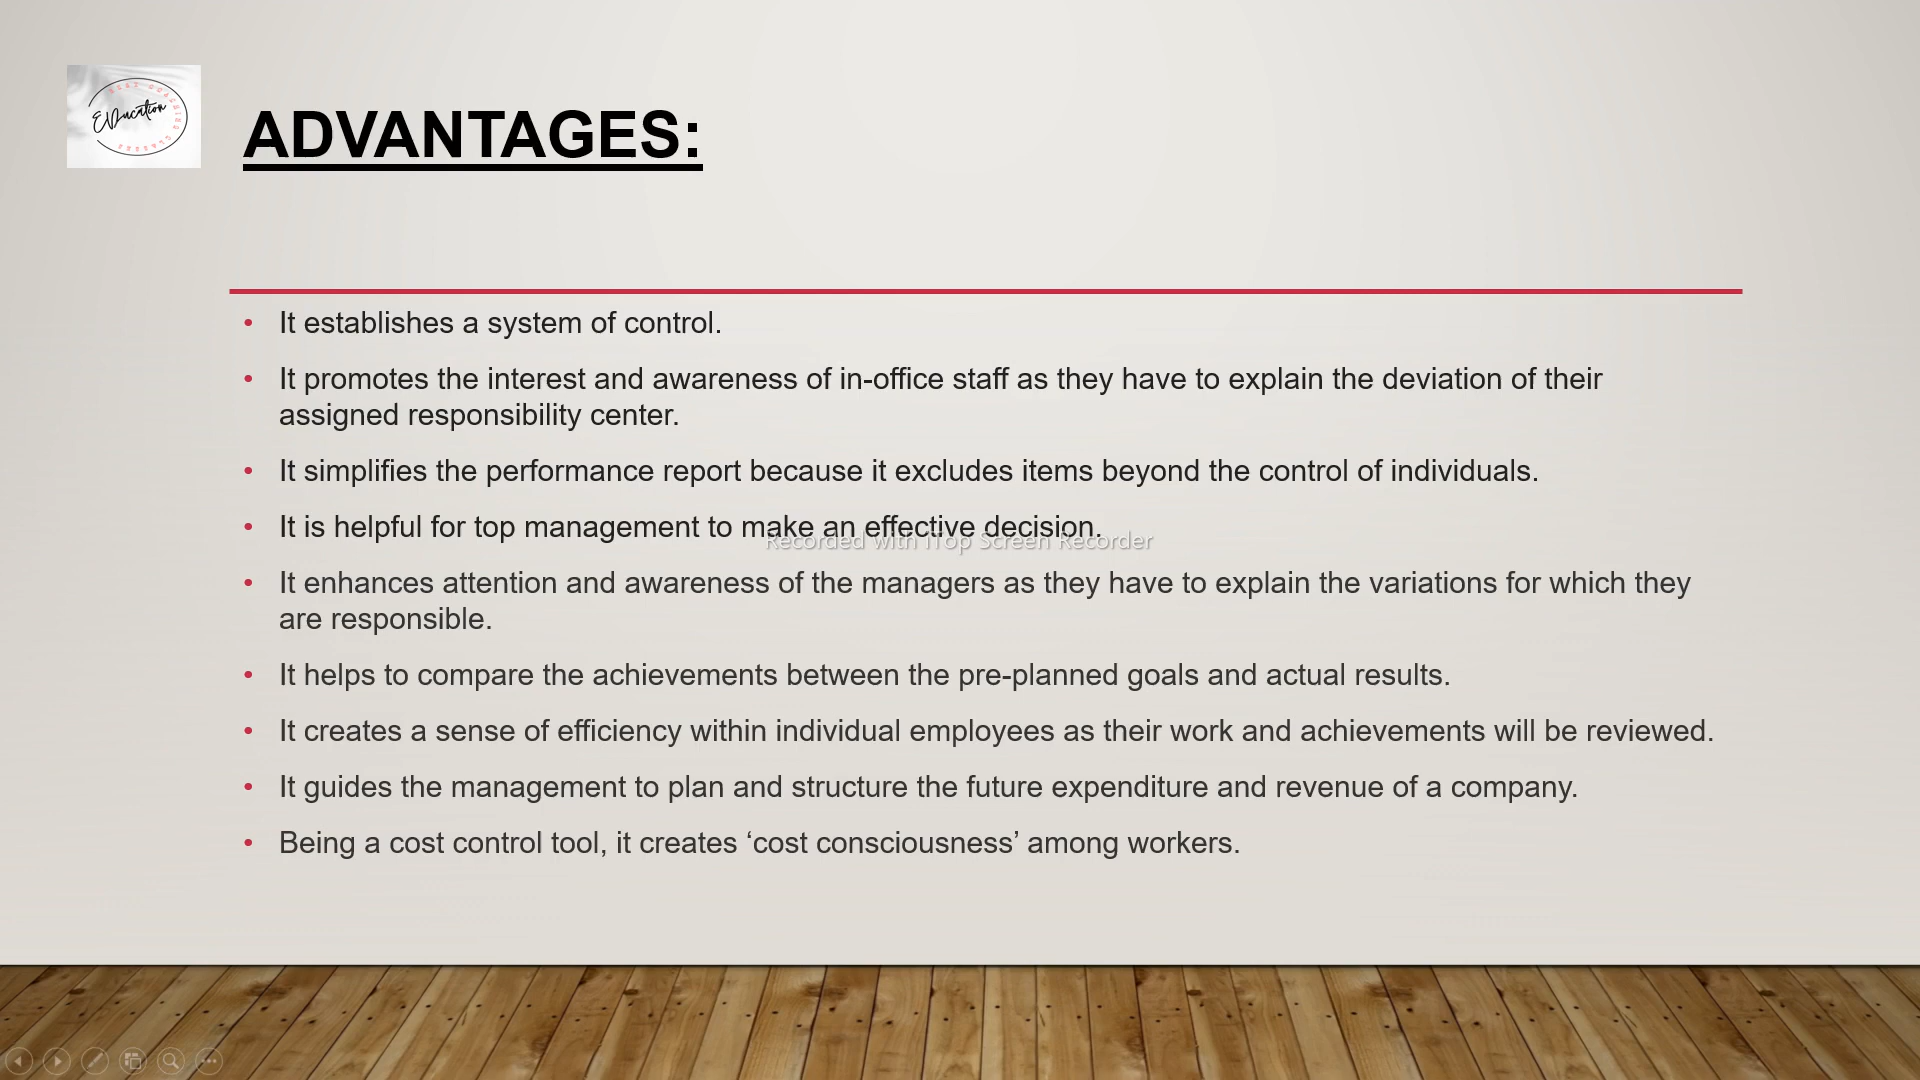 EDucation
ADVANTAGES:
• It establishes a system of control.
• It promotes the interest and awareness of in-office staff as they have to explain the deviation of their
assigned responsibility center.
• It simplifies the performance report because it excludes items beyond the control of individuals.
• It is helpful for top management to make an effective decision.
Recorded with iTop Screen Recorder
• It enhances attention and awareness of the managers as they have to explain the variations for which they
are responsible.
• It helps to compare the achievements between the pre-planned goals and actual results.
• It creates a sense of efficiency within individual employees as their work and achievements will be reviewed.
• It guides the management to plan and structure the future expenditure and revenue of a company.
• Being a cost control tool, it creates ‘cost consciousness’ among workers.